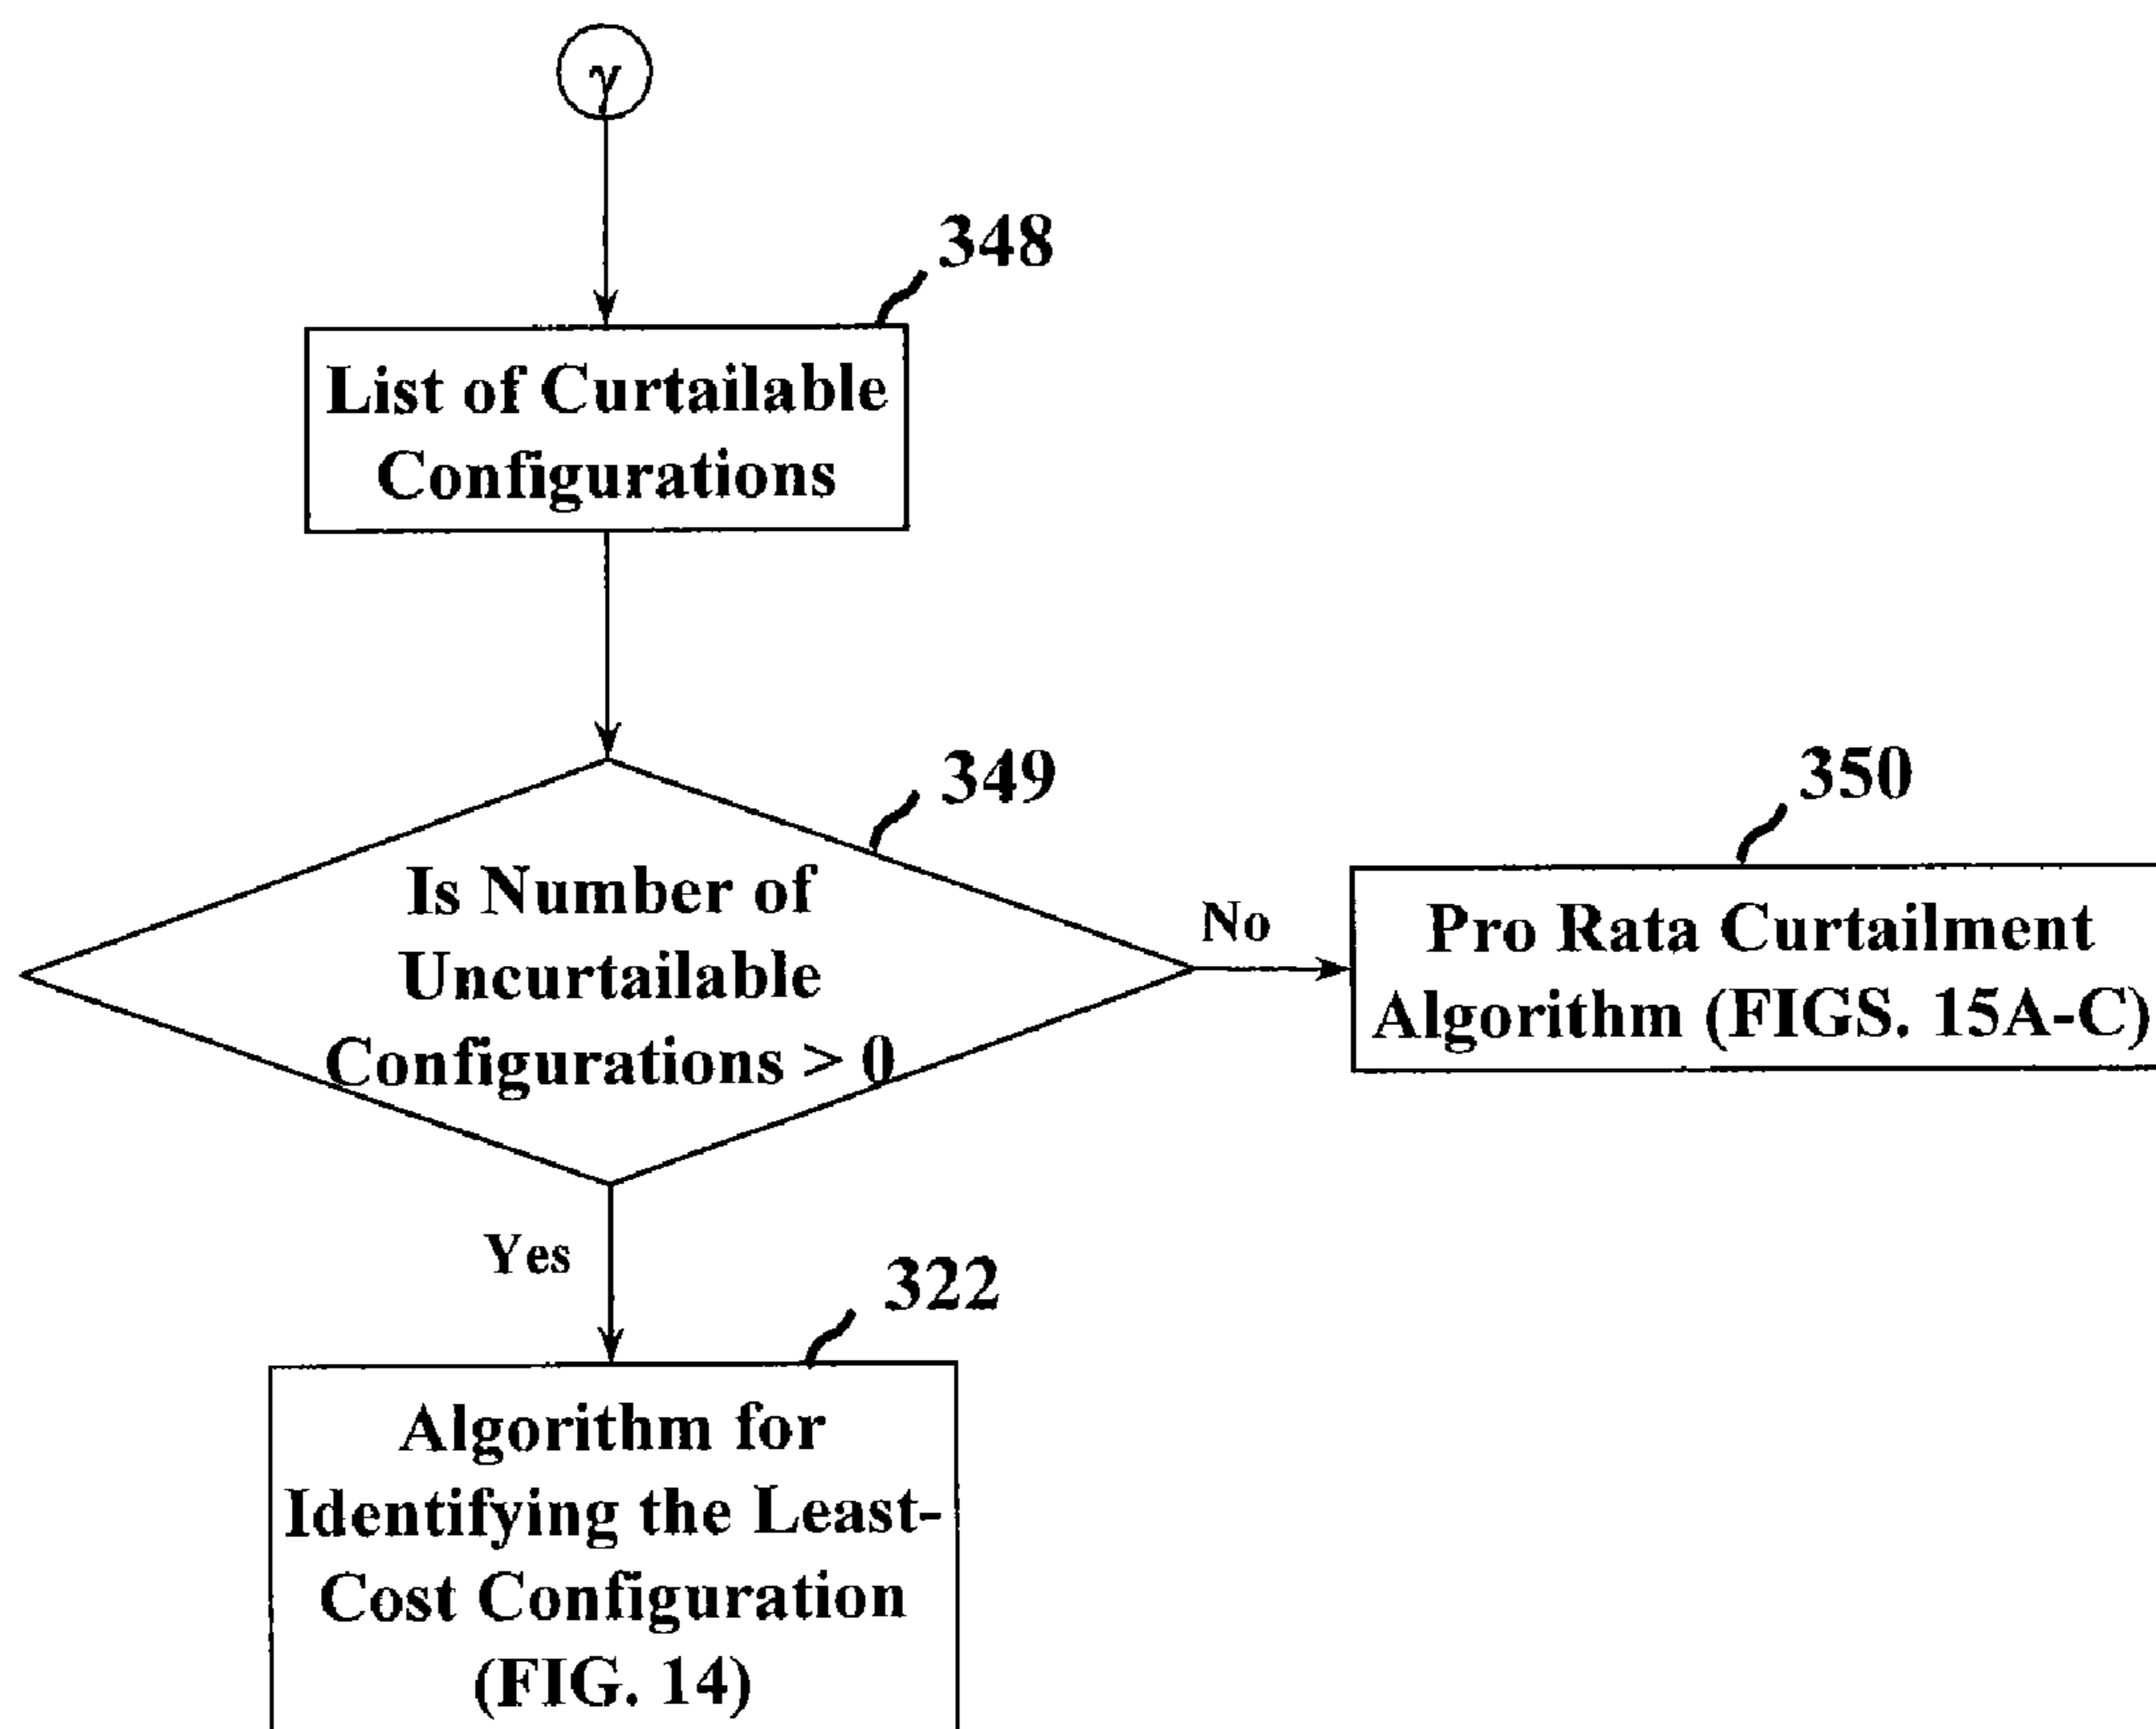 γ
348
List of Curtailable
Configurations
349
Is Number of
Uncurtailable
Configurations > 0
No
350
Pro Rata Curtailment
Algorithm (FIGS. 15A-C)
Yes
322
Algorithm for
Identifying the Least-
Cost Configuration
(FIG. 14)